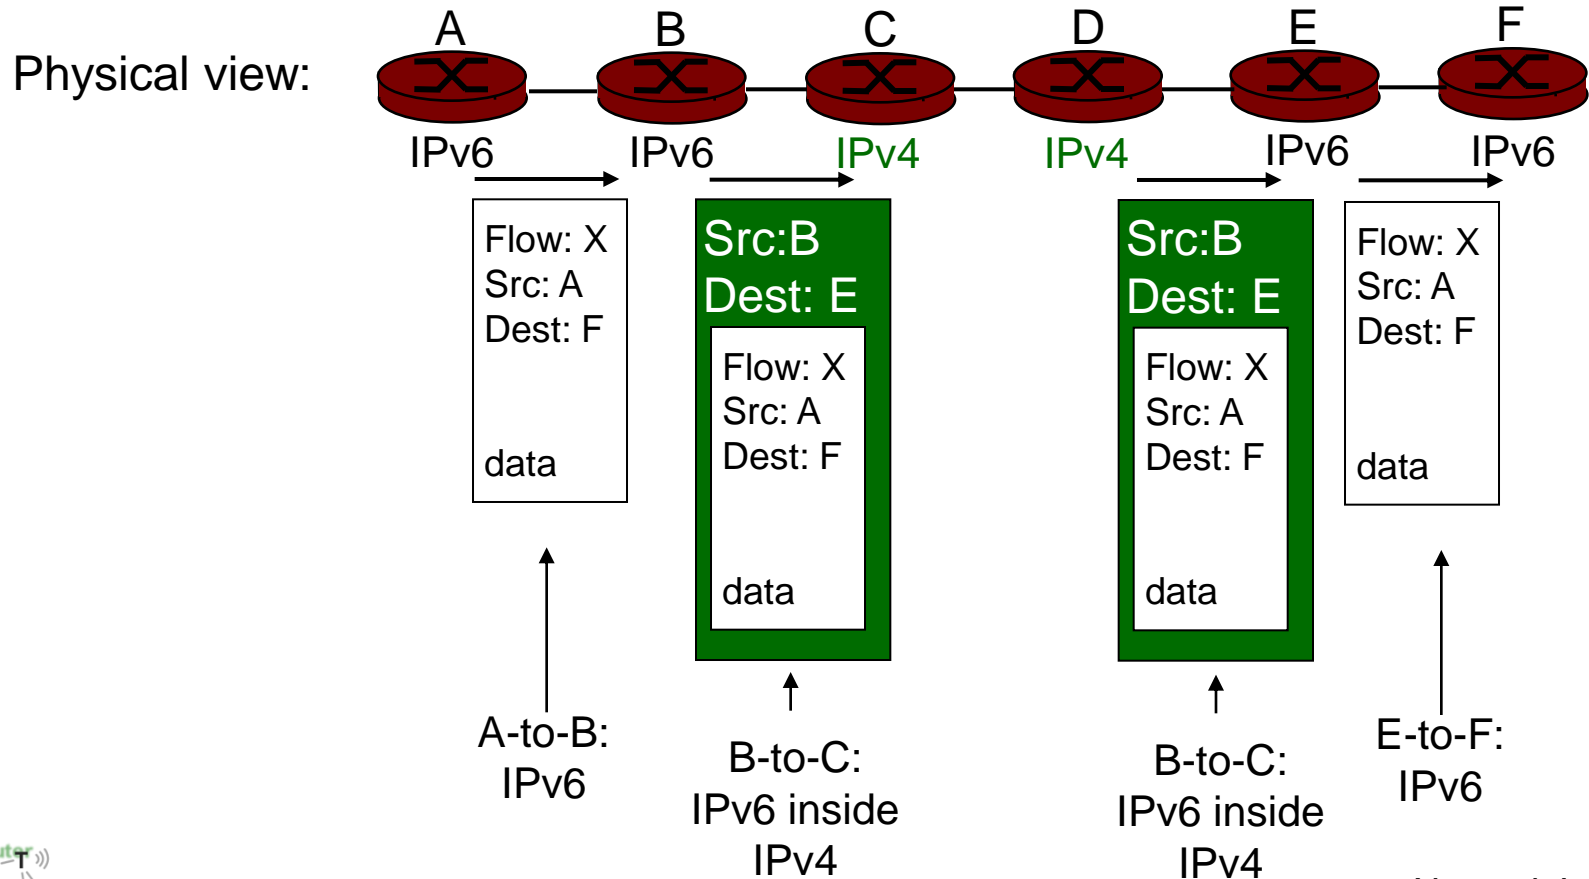 A B C D E F
Physical view:
IPv6 IPv6 IPv4 IPv4 IPv6 IPv6
Flow: X
Src: A
Dest: F
data
Src:B
Dest: E
Flow: X
Src: A
Dest: F
data
Src:B
Dest: E
Flow: X
Src: A
Dest: F
data
Flow: X
Src: A
Dest: F
data
A-to-B:
IPv6
B-to-C:
IPv6 inside
IPv4
B-to-C:
IPv6 inside
IPv4
E-to-F:
IPv6
T